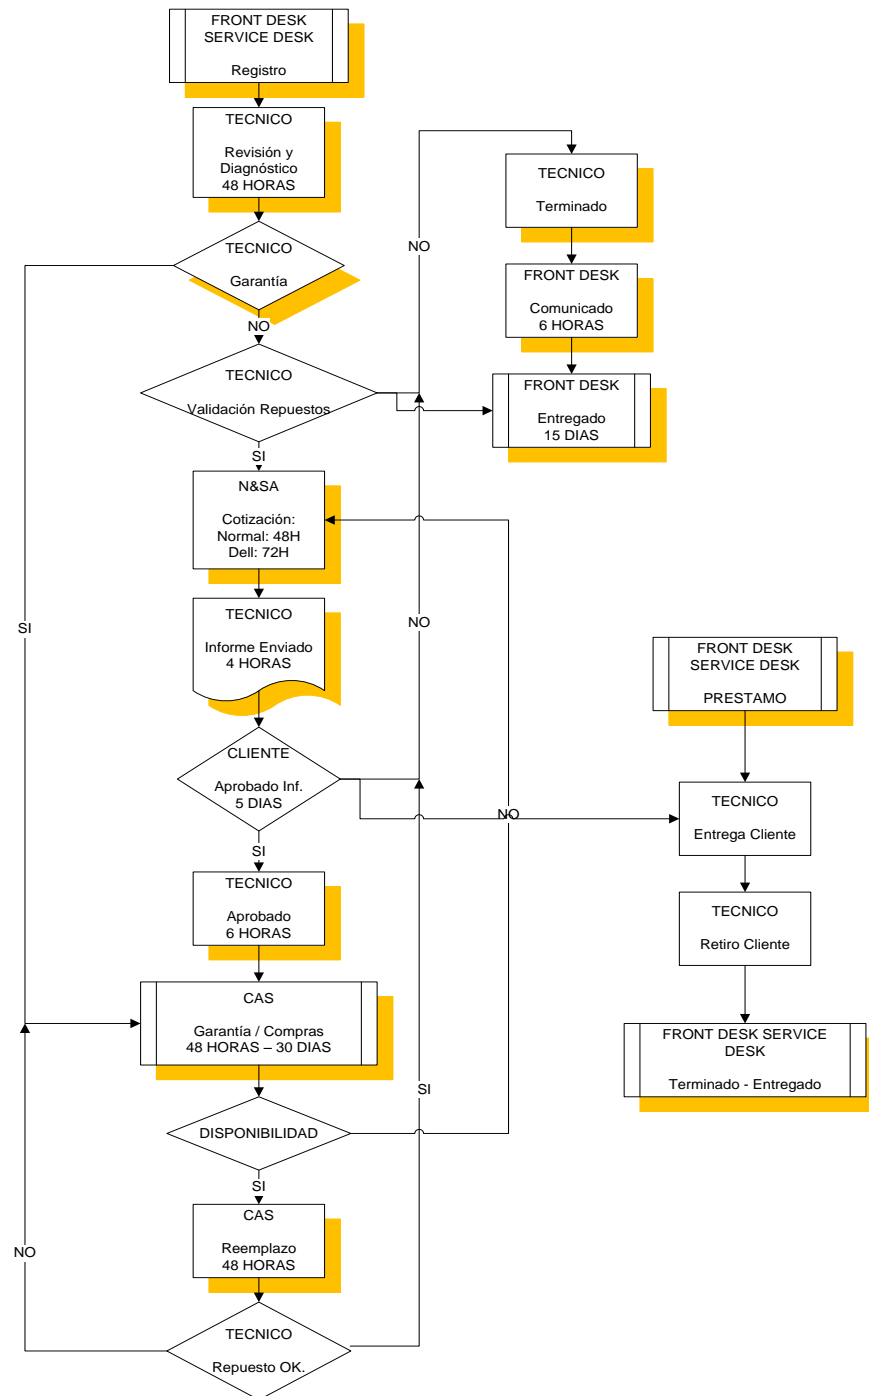 FRONT DESK
SERVICE DESK
Registro
TECNICO
Revisión y
Diagnóstico
48 HORAS
TECNICO
Garantía
NO
TECNICO
Validación Repuestos
SI
N&SA
Cotización:
Normal: 48H
Dell: 72H
TECNICO
Informe Enviado
4 HORAS
CLIENTE
Aprobado Inf.
5 DIAS
SI
TECNICO
Aprobado
6 HORAS
CAS
Garantía / Compras
48 HORAS – 30 DIAS
DISPONIBILIDAD
SI
CAS
Reemplazo
48 HORAS
TECNICO
Repuesto OK.
SI
NO
NO
NO
SI
NO
TECNICO
Terminado
FRONT DESK
Comunicado
6 HORAS
FRONT DESK
Entregado
15 DIAS
FRONT DESK
SERVICE DESK
PRESTAMO
TECNICO
Entrega Cliente
TECNICO
Retiro Cliente
FRONT DESK SERVICE
DESK
Terminado - Entregado